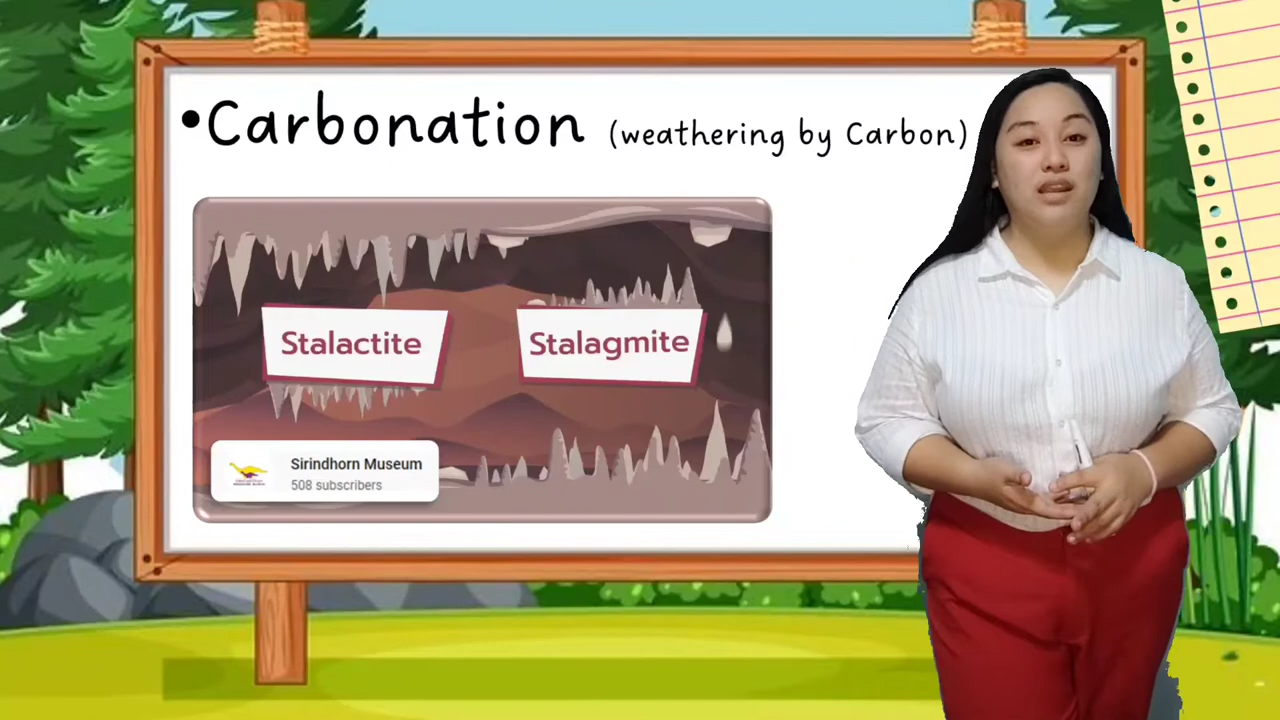 •Carbonation (weathering by Carbon)
Stalactite
Stalagmite
Sirindhorn Museum
508 subscribers